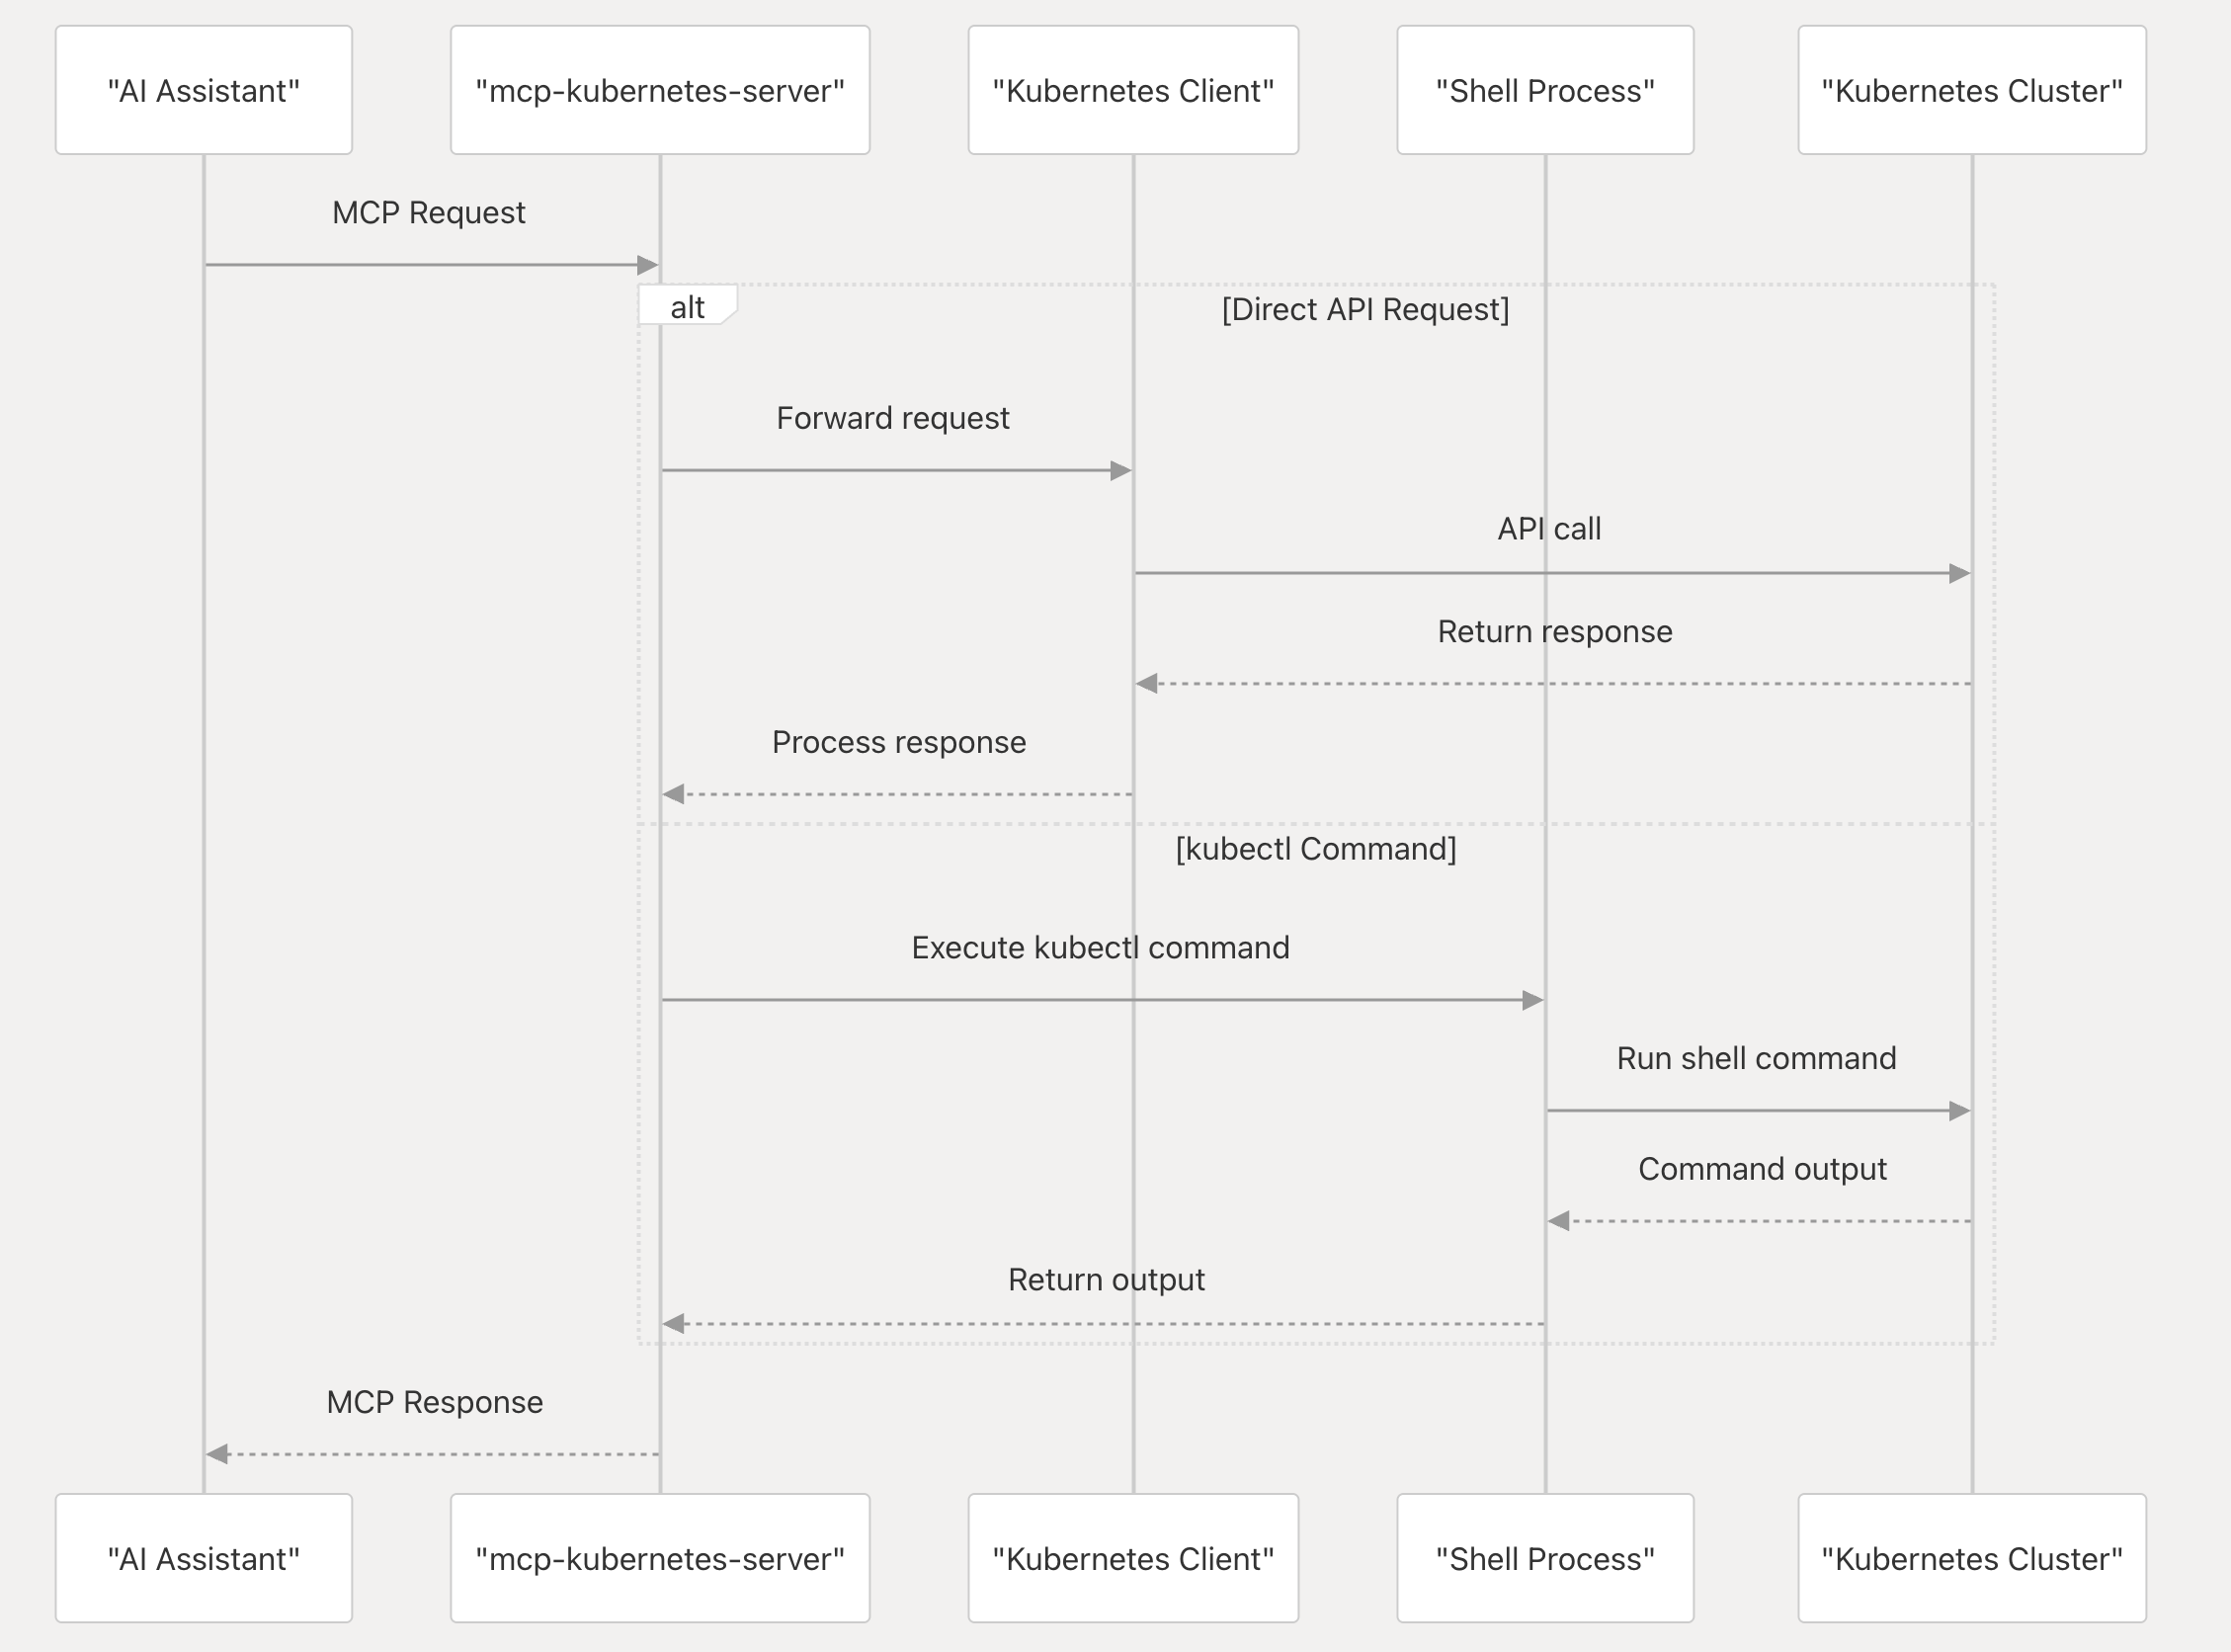 "AI Assistant"
"mcp-kubernetes-server"
"Kubernetes Client"
"Shell Process"
"Kubernetes Cluster"
MCP Request
alt
[Direct API Request]
Forward request
API call
Return response
Process response
[kubectl Command]
Execute kubectl command
Run shell command
Command output
Return output
MCP Response
"AI Assistant"
"mcp-kubernetes-server"
"Kubernetes Client"
"Shell Process"
"Kubernetes Cluster"